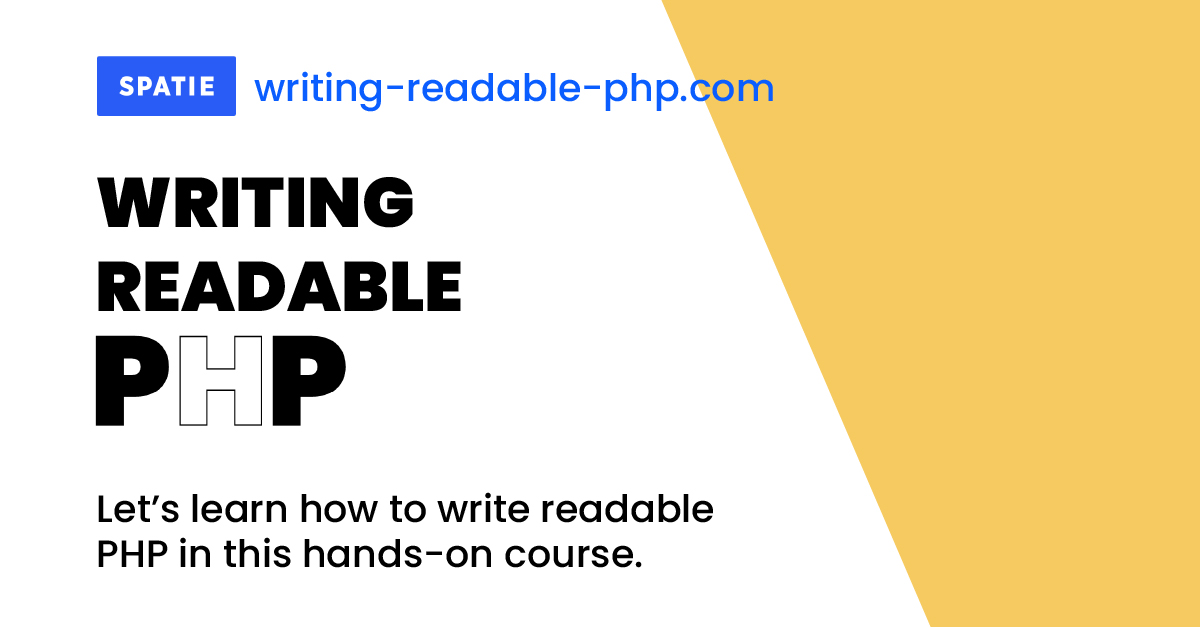 SPATIE writing-readable-php.com
WRITING
READABLE
PHP
Let’s learn how to write readable
PHP in this hands-on course.